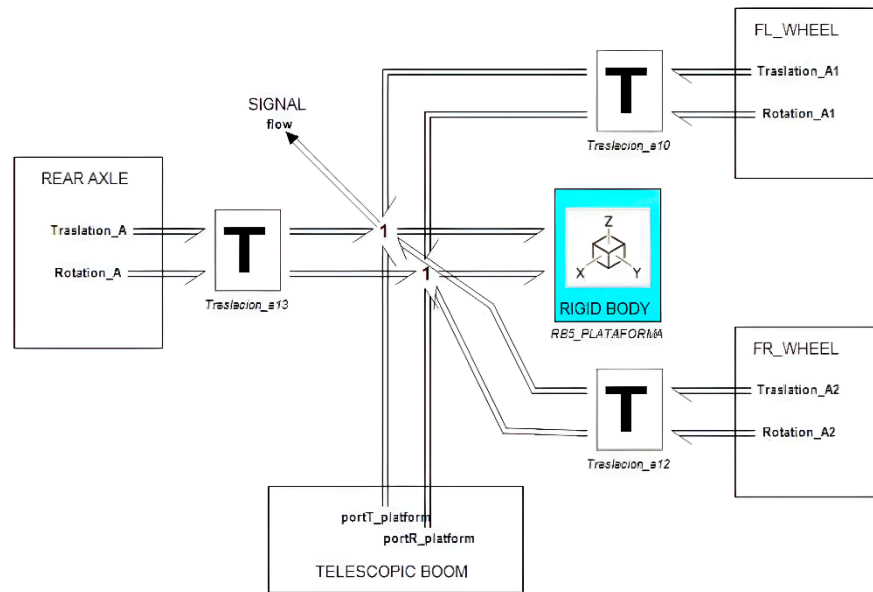 FL_WHEEL
Traslation_A1
Rotation_A1
T
Traslacion_a10
SIGNAL
flow
REAR AXLE
Traslation_A
Rotation_A
T
Traslacion_a13
1
1
Z
X
Y
RIGID BODY
RB5_PLATAFORMA
FR_WHEEL
Traslation_A2
Rotation_A2
T
Traslacion_a12
portT_platform
portR_platform
TELESCOPIC BOOM